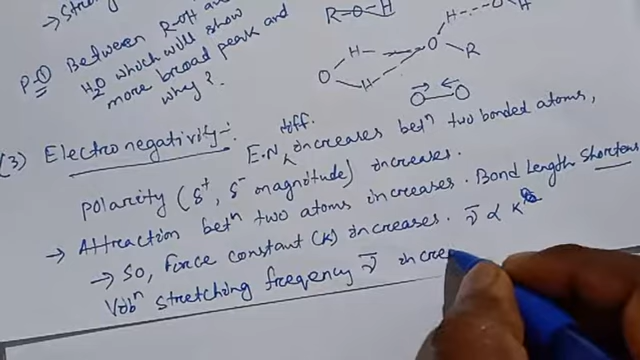 → Strong
R-O-H
P.O Between R-OH and
H2O which will show
more broad peak and
why?
H
O
H
H
O
R
O
H
O O
(3) Electronegativity:-
E.N diff. increases betn two bonded atoms,
polarity (δ+, δ- magnitude) increases.
→ Attraction betn two atoms increases. Bond Length Shortens
→ So, Force constant (K) increases. ν̄ ∝ K
Vibn stretching freqency ν̄ increa